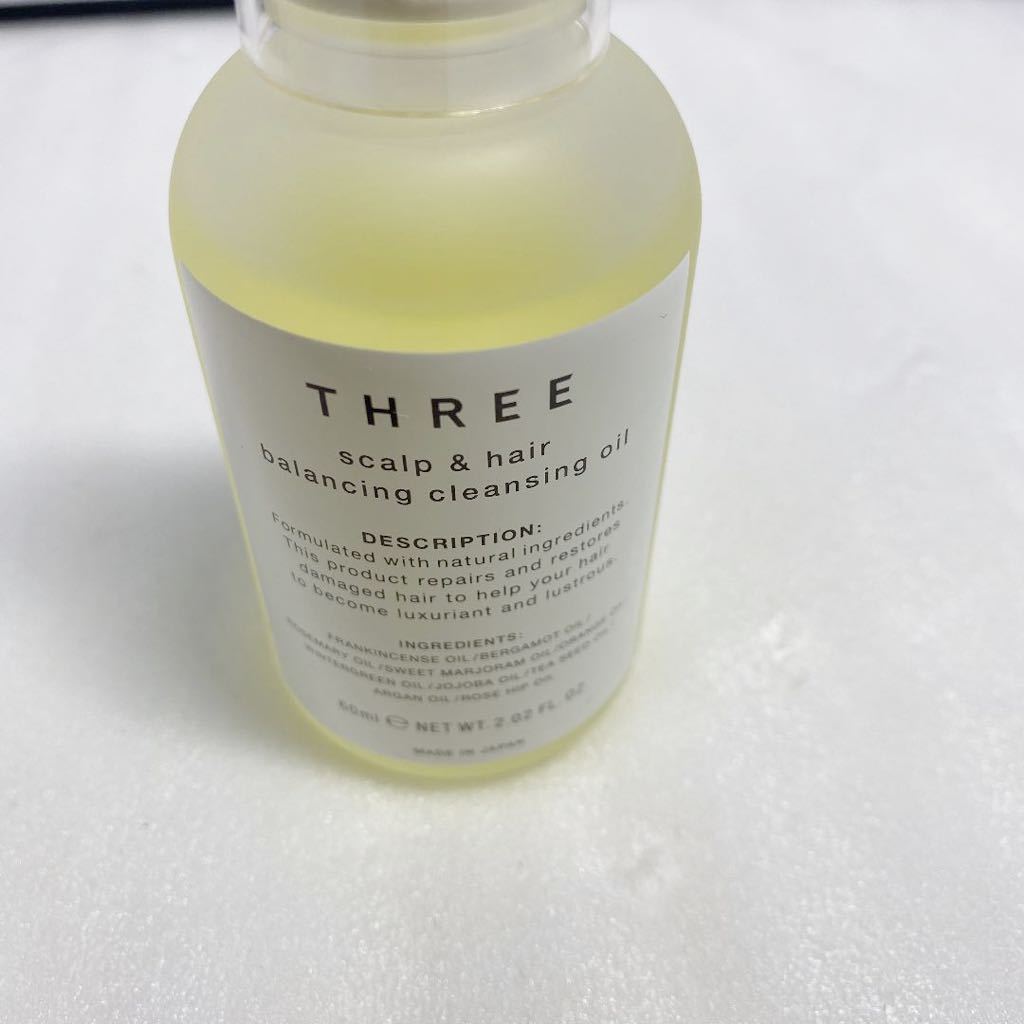 THREE
scalp & hair
balancing cleansing oil
DESCRIPTION:
Formulated with natural ingredients.
This product repairs and restores
damaged hair to help your hair
to become luxuriant and lustrous.
INGREDIENTS:
FRANKINCENSE OIL/BERGAMOT OIL/
ROSEMARY OIL/SWEET MARJORAM OIL/ORANGE OIL/
WINTERGREEN OIL/JOJOBA OIL/TEA SEED OIL/
ARGAN OIL/ROSE HIP OIL
60ml ℮ NET WT. 2.02 FL. OZ
MADE IN JAPAN